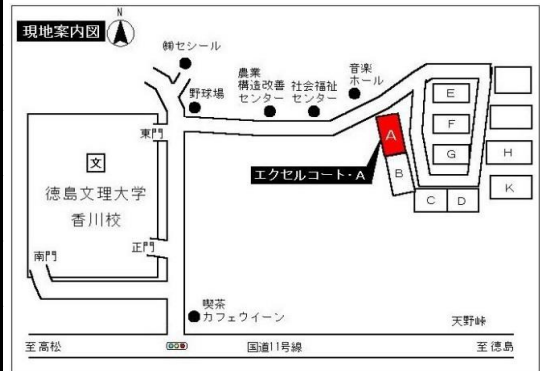 現地案内図
N
㈱セシール
野球場
農業
構造改善
センター
社会福祉
センター
音楽
ホール
東門
文
徳島文理大学
香川校
正門
南門
エクセルコート・A
A
B
C
D
E
F
G
H
K
喫茶
カフェウイーン
天野峠
至高松
国道11号線
至徳島